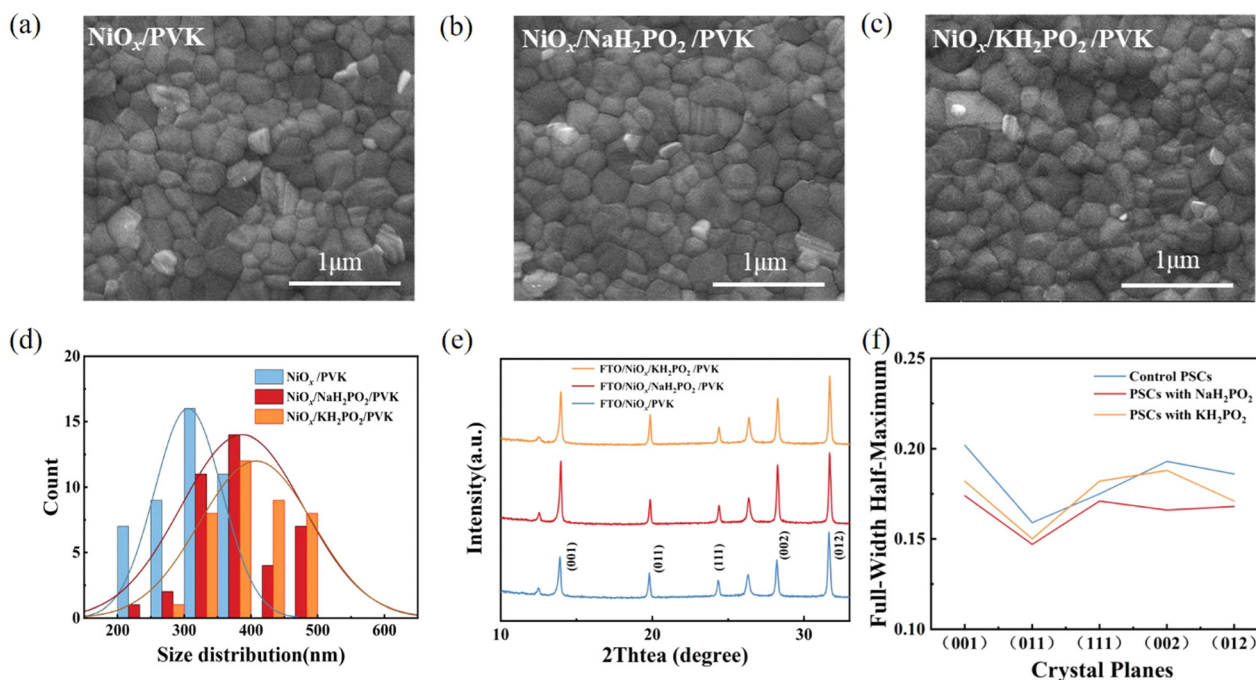 (a)
NiOₓ/PVK
1μm
(b)
NiOₓ/NaH₂PO₂ /PVK
1μm
(c)
NiOₓ/KH₂PO₂ /PVK
1μm
(d)
20
15
10
5
0
Count
NiOₓ /PVK
NiOₓ/NaH₂PO₂/PVK
NiOₓ/KH₂PO₂/PVK
200 300 400 500 600
Size distribution(nm)
(e)
Intensity(a.u.)
FTO/NiOₓ/KH₂PO₂ /PVK
FTO/NiOₓ/NaH₂PO₂ /PVK
FTO/NiOₓ/PVK
(001)
(011)
(111)
(002)
(012)
10 20 30
2Thtea (degree)
(f)
0.25
0.20
0.15
0.10
Full-Width Half-Maximum
Control PSCs
PSCs with NaH₂PO₂
PSCs with KH₂PO₂
(001) (011) (111) (002) (012)
Crystal Planes